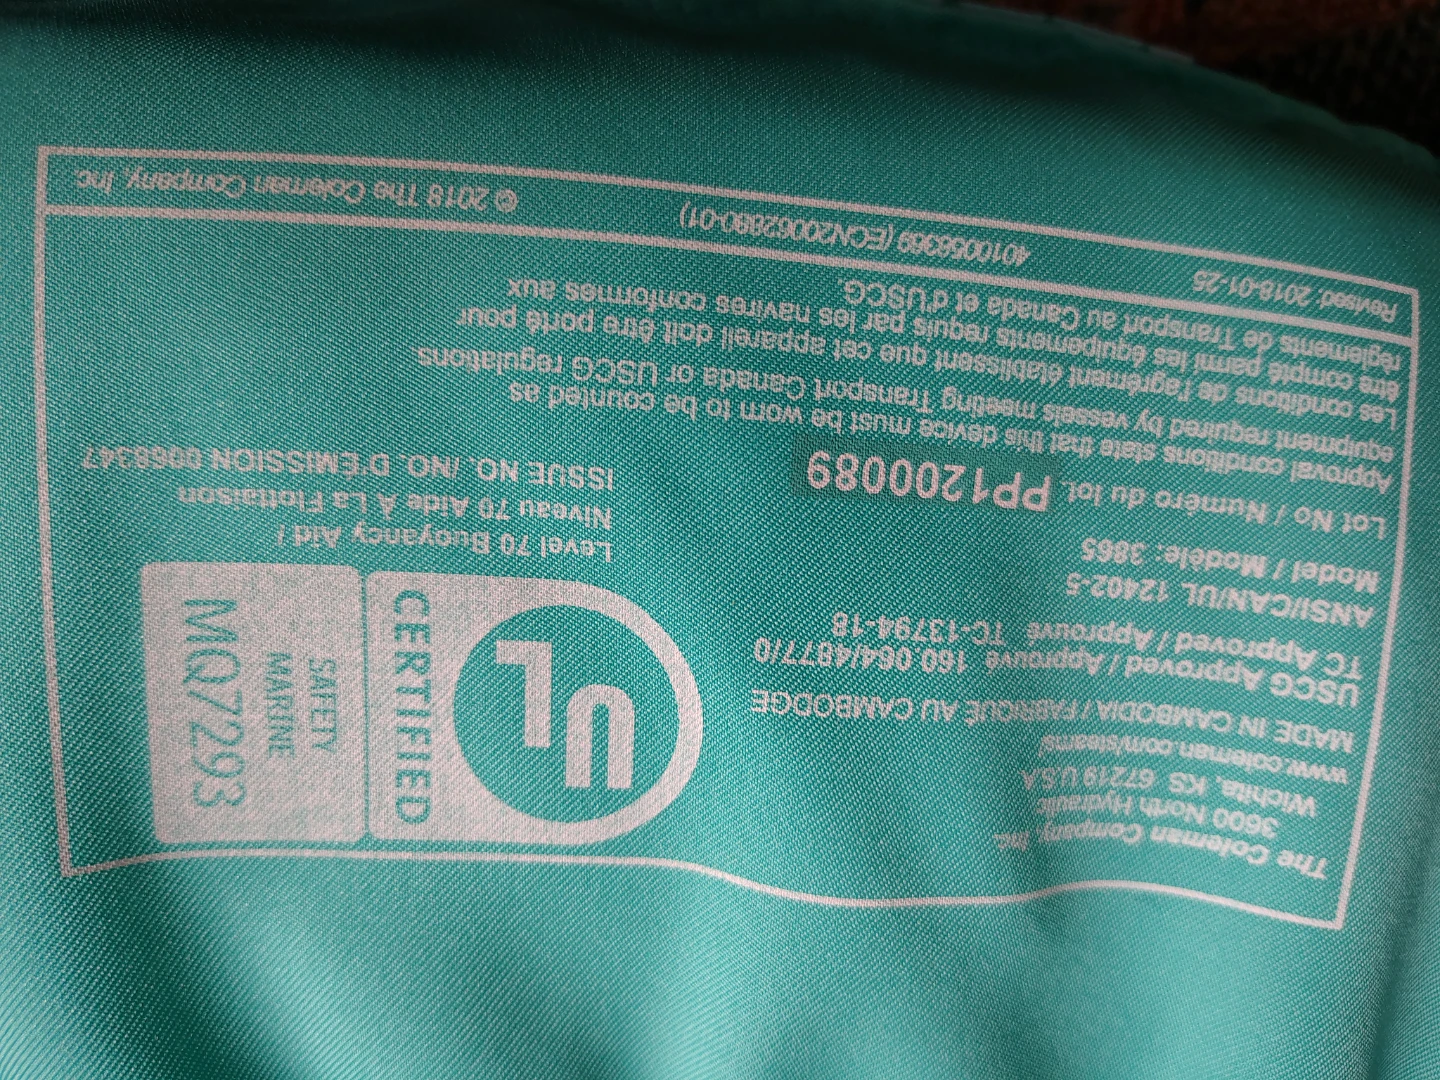 The Coleman Company, Inc.
3600 North Hydraulic
Wichita, KS 67219 U.S.A
www.coleman.com/stearns/
MADE IN CAMBODIA / FABRIQUÉ AU CAMBODGE
USCG Approved / Approuvé 160.064/4877/0
TC Approved / Approuvé TC-13794-18
ANSI/CAN/UL 12402-5
Model / Modèle: 3865
Lot No / Numéro du lot. PP1200089
UL
CERTIFIED
SAFETY
MARINE
MQ7293
Level 70 Buoyancy Aid /
Niveau 70 Aide À La Flottaison
ISSUE NO. /NO. D'ÉMISSION 0068347
Approval conditions state that this device must be worn to be counted as
equipment required by vessels meeting Transport Canada or USCG regulations.
Les conditions de l'agrément établissent que cet appareil doit être porté pour
être compté parmi les équipements requis par les navires conformes aux
règlements de Transport au Canada et d'USCG.
Revised: 2018-01-25 4010056369 (ECN20062880-01) © 2018 The Coleman Company, Inc.